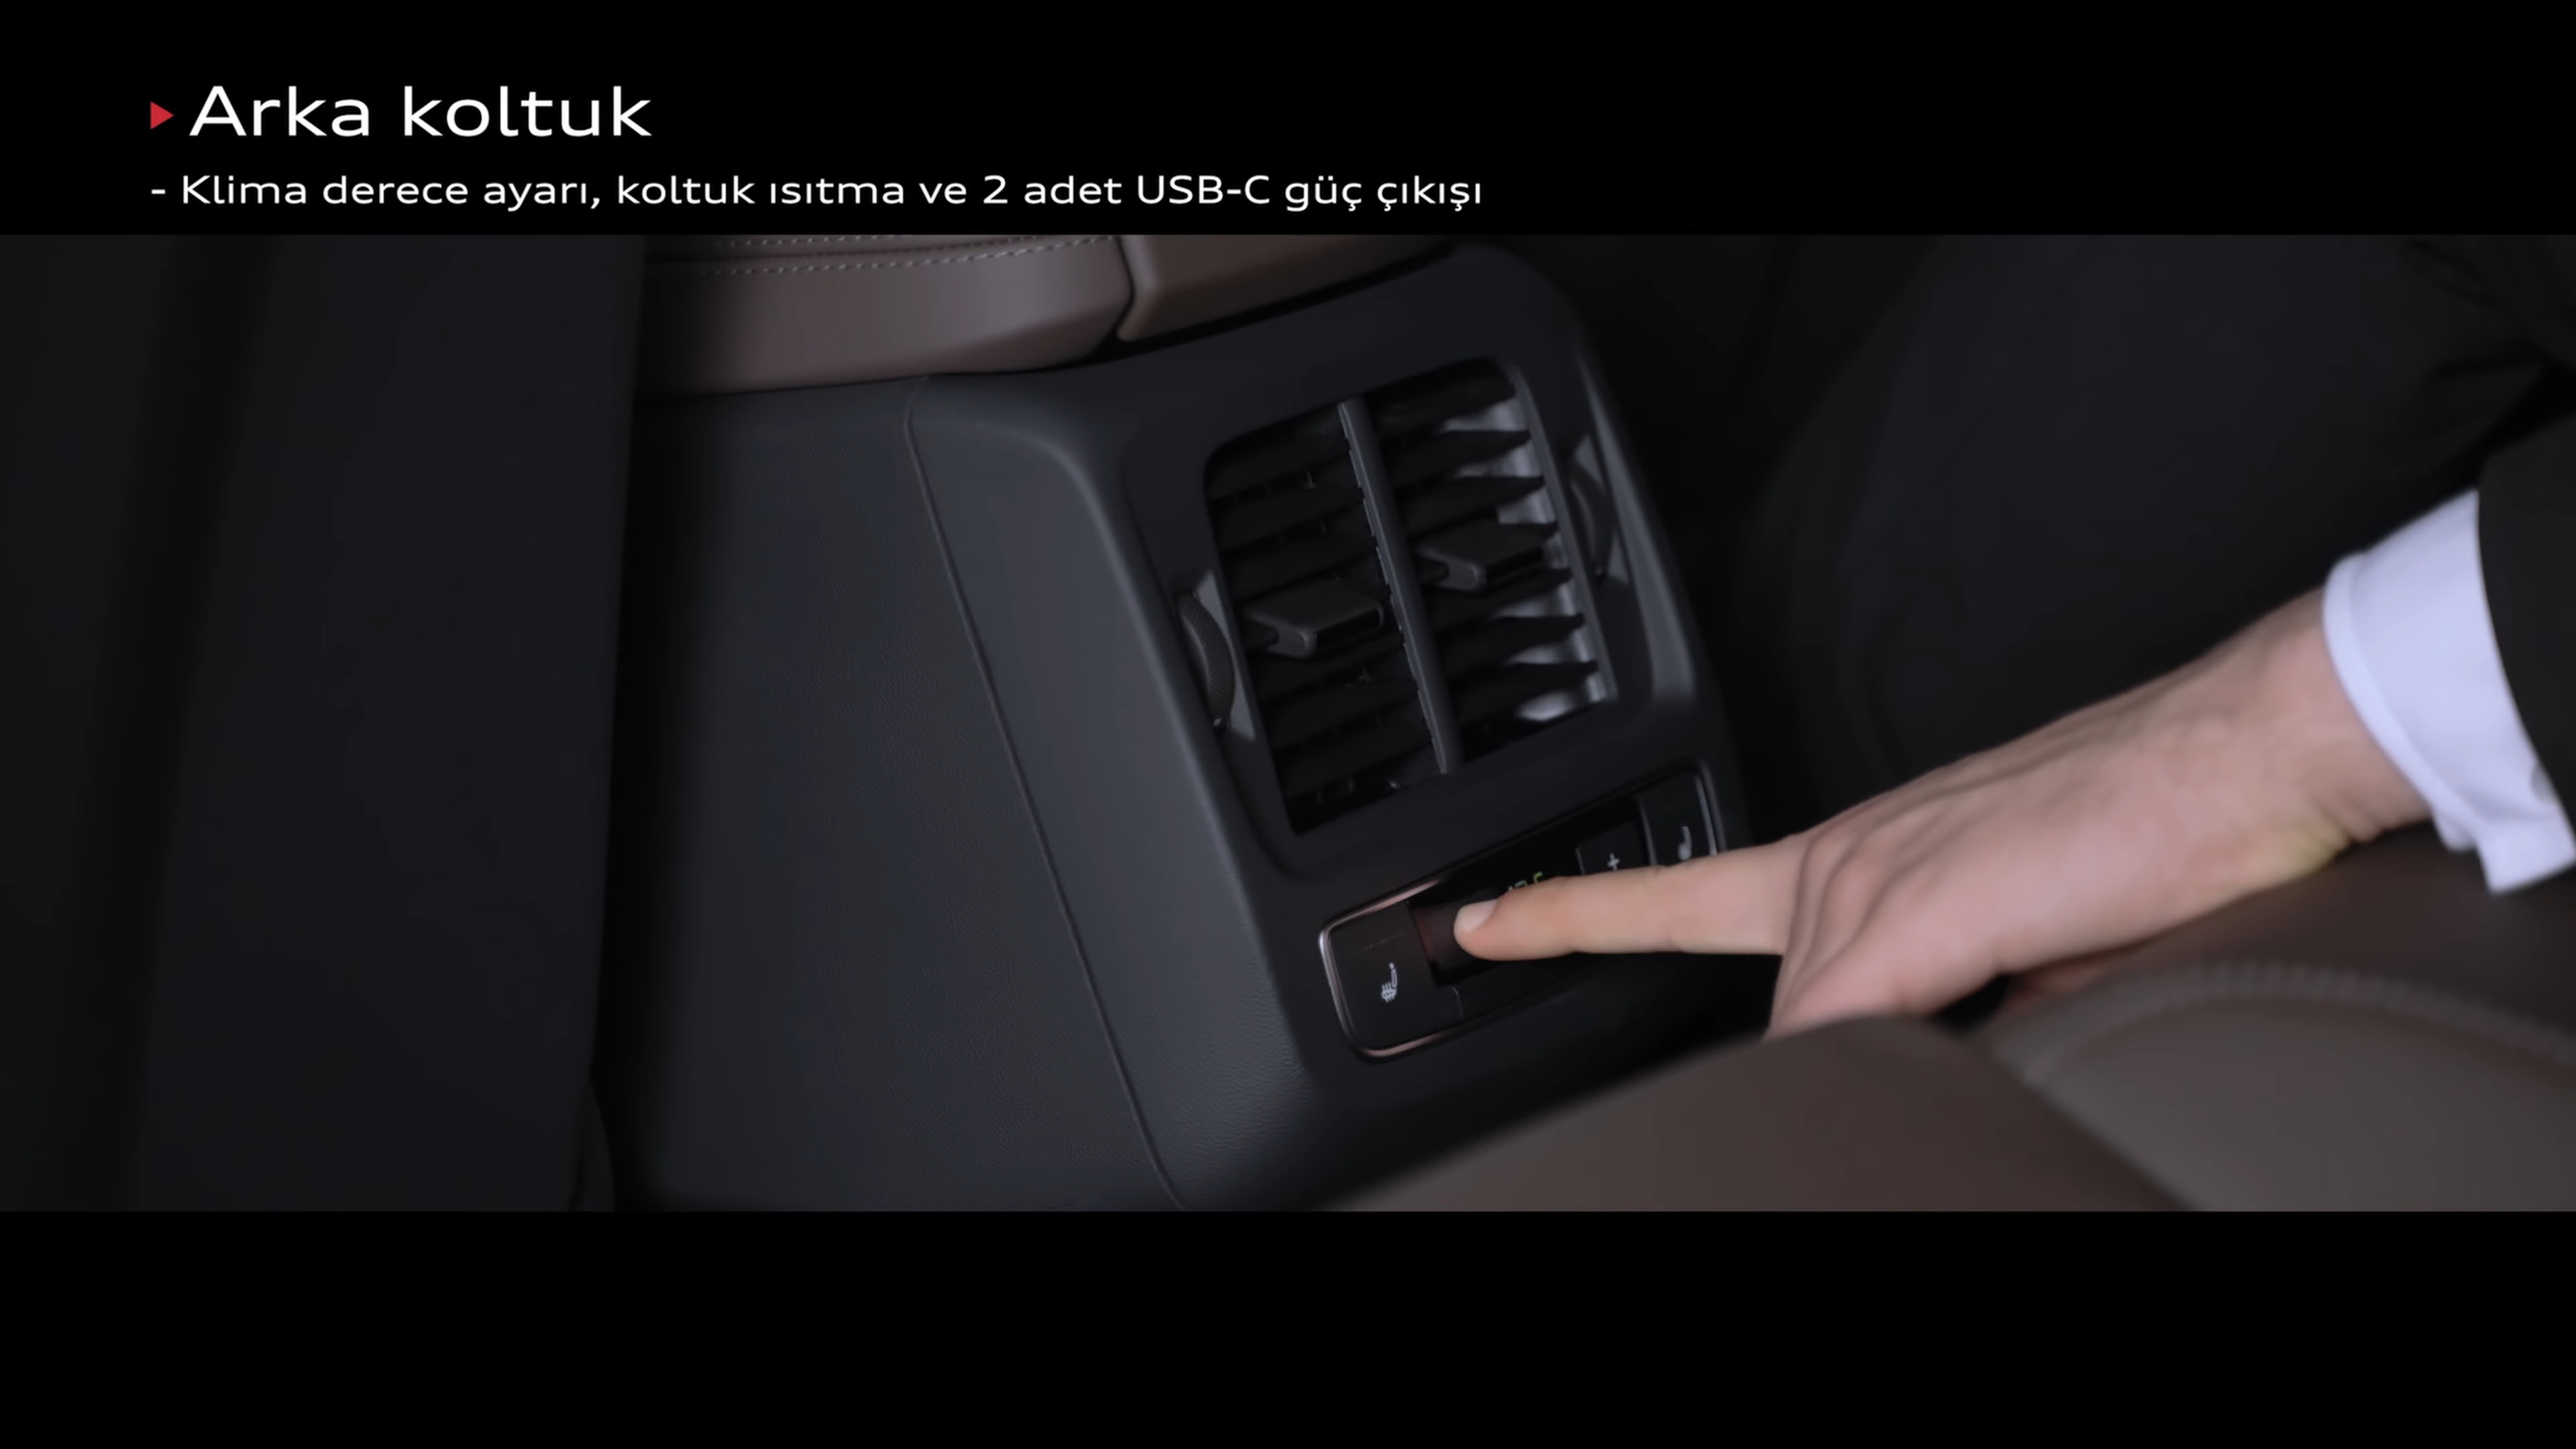 Arka koltuk
- Klima derece ayarı, koltuk ısıtma ve 2 adet USB-C güç çıkışı